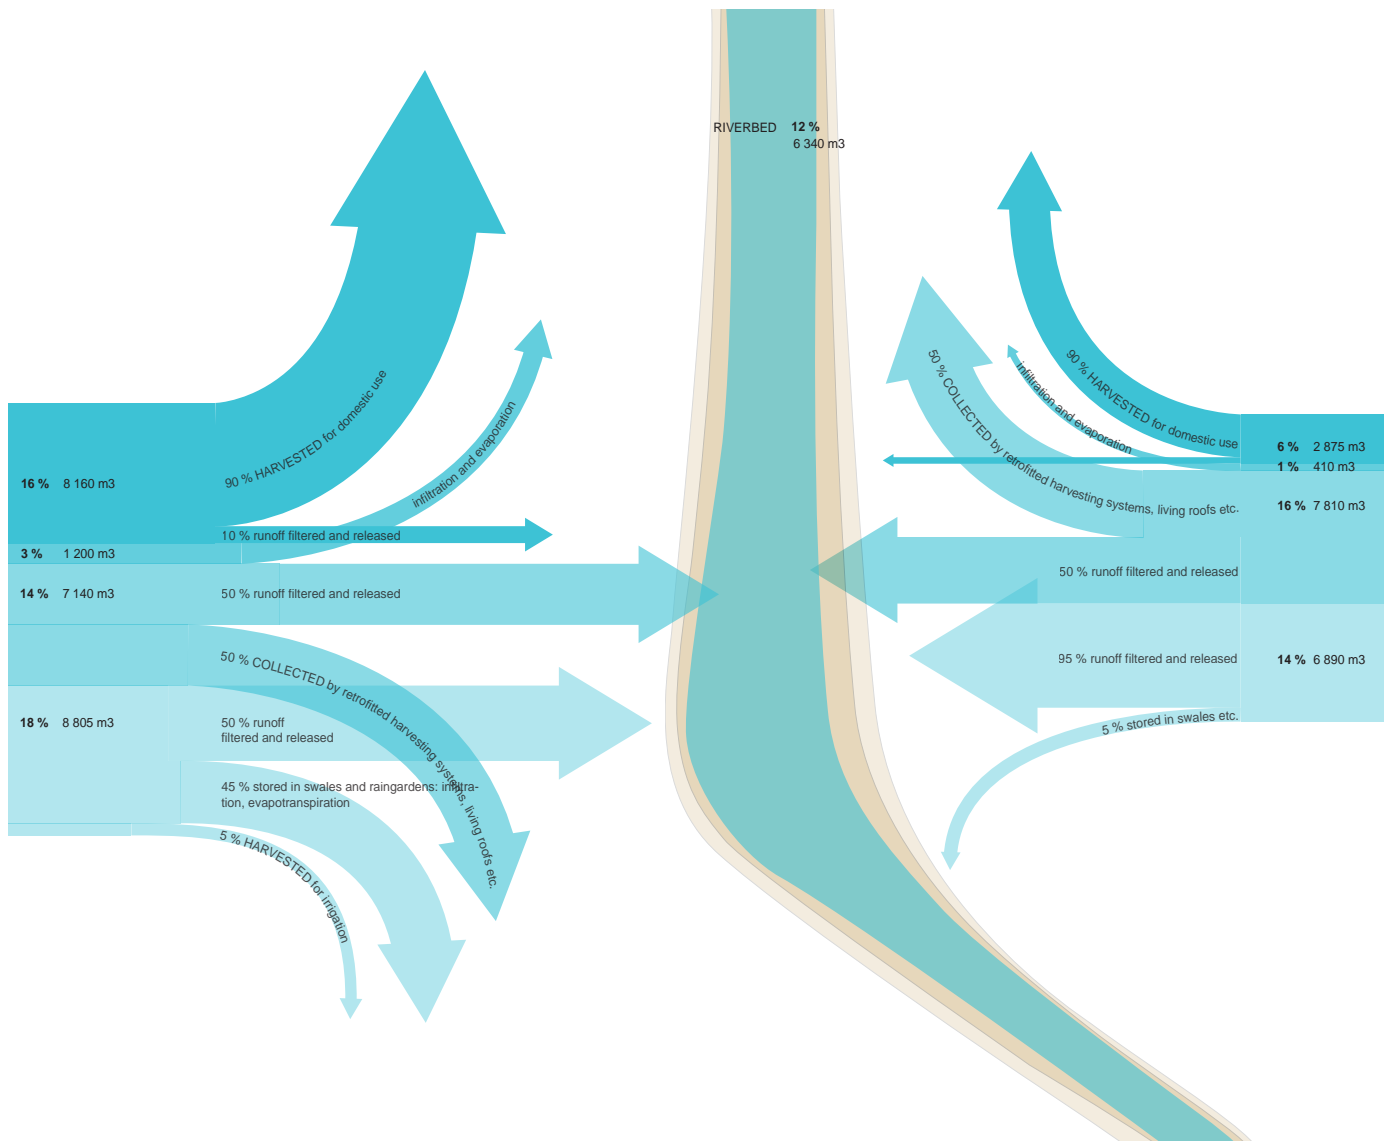 RIVERBED 12 %
6 340 m3
90 % HARVESTED for domestic use
infiltration and evaporation
16 % 8 160 m3
10 % runoff filtered and released
3 % 1 200 m3
14 % 7 140 m3
50 % runoff filtered and released
50 % COLLECTED by retrofitted harvesting systems, living roofs etc.
18 % 8 805 m3
50 % runoff
filtered and released
45 % stored in swales and raingardens: infiltra-
tion, evapotranspiration
5 % HARVESTED for irrigation
90 % HARVESTED for domestic use
infiltration and evaporation
50 % COLLECTED by retrofitted harvesting systems, living roofs etc.
6 % 2 875 m3
1 % 410 m3
16 % 7 810 m3
50 % runoff filtered and released
95 % runoff filtered and released
14 % 6 890 m3
5 % stored in swales etc.